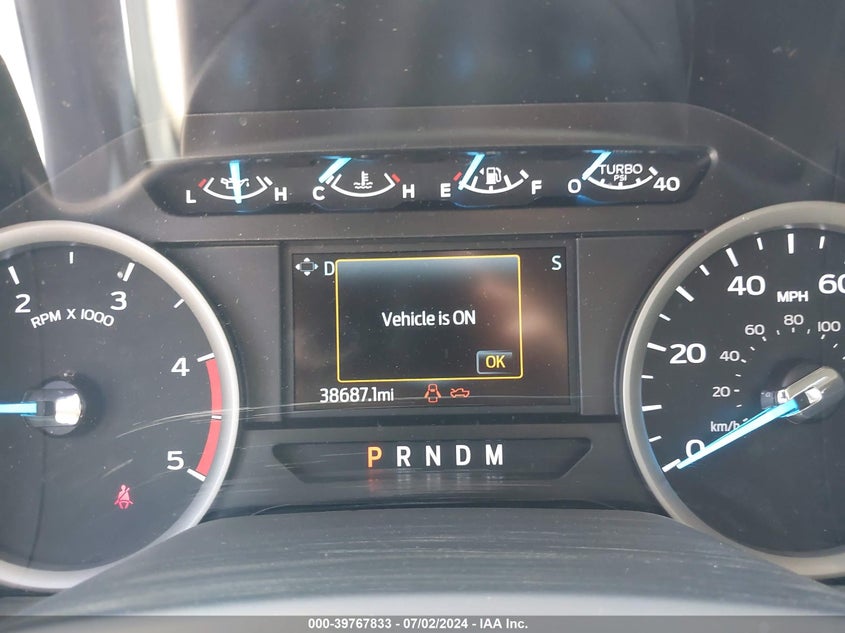 L H C H E F 0 TURBO PSI 40
D S
Vehicle is ON
OK
38687.1mi
P R N D M
2 3 4 5
RPM X 1000
0 20 40 60
MPH
20 40 60 80 100
km/h
000-39767833 - 07/02/2024 - IAA Inc.